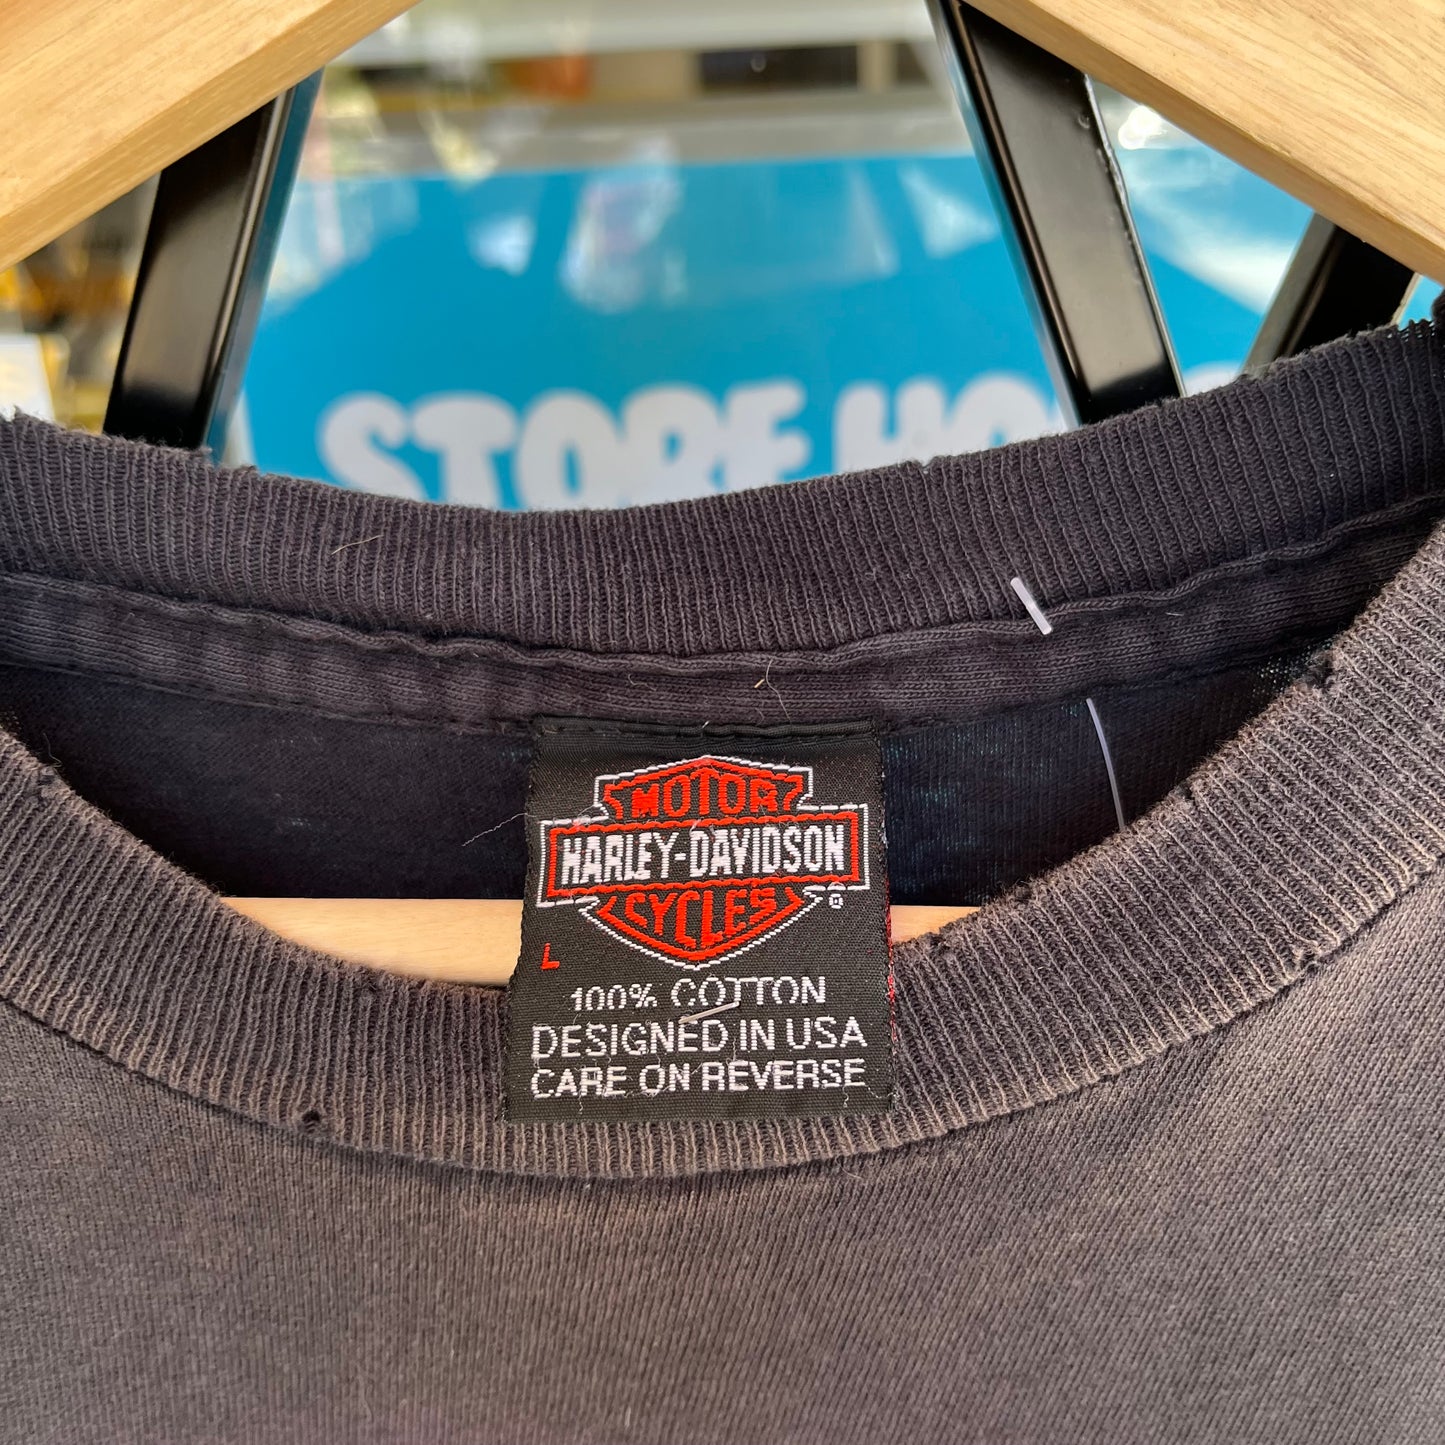 STORE HO
MOTOR
HARLEY-DAVIDSON
CYCLES
®
L
100% COTTON
DESIGNED IN USA
CARE ON REVERSE